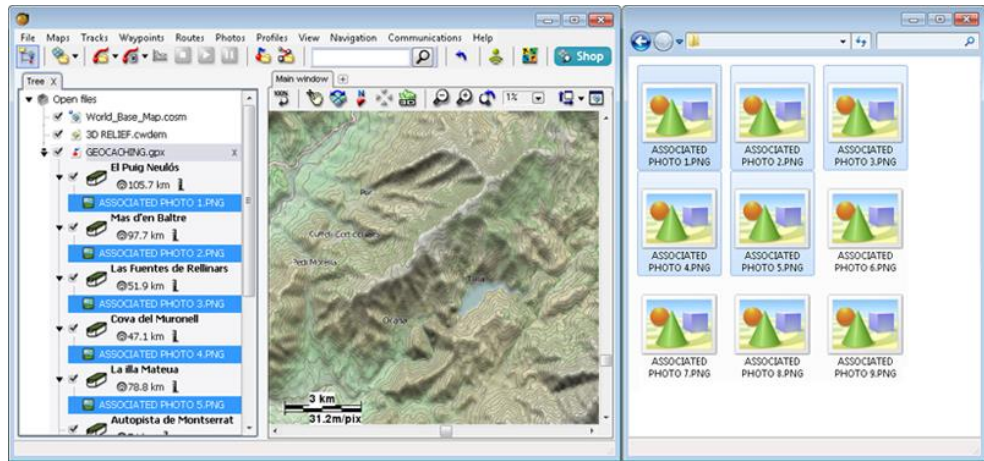 File Maps Tracks Waypoints Routes Photos Profiles View Navigation Communications Help
Shop
Tree X
Open files
World_Base_Map.cosm
3D RELIEF.cwdem
GEOCACHING.gpx x
El Puig Neulós
105.7 km
ASSOCIATED PHOTO 1.PNG
Mas d'en Baltre
97.7 km
ASSOCIATED PHOTO 2.PNG
Las Fuentes de Rellinars
51.9 km
ASSOCIATED PHOTO 3.PNG
Cova del Muronell
47.1 km
ASSOCIATED PHOTO 4.PNG
La illa Mateua
78.8 km
ASSOCIATED PHOTO 5.PNG
Autopista de Montserrat
Main window
100%
1%
3 km
31.2m/pix
ASSOCIATED
PHOTO 1.PNG
ASSOCIATED
PHOTO 2.PNG
ASSOCIATED
PHOTO 3.PNG
ASSOCIATED
PHOTO 4.PNG
ASSOCIATED
PHOTO 5.PNG
ASSOCIATED
PHOTO 6.PNG
ASSOCIATED
PHOTO 7.PNG
ASSOCIATED
PHOTO 8.PNG
ASSOCIATED
PHOTO 9.PNG